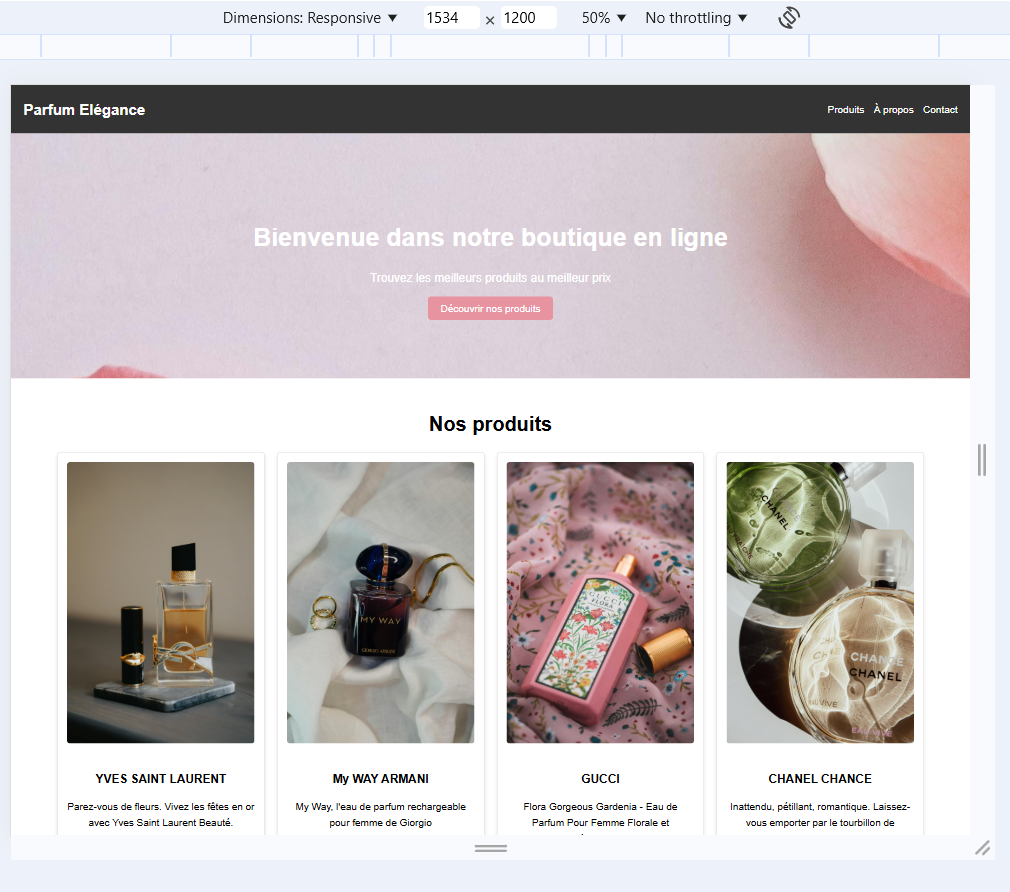 Dimensions: Responsive ▼ 1534 × 1200 50% ▼ No throttling ▼
Parfum Elégance
Produits À propos Contact
Bienvenue dans notre boutique en ligne
Trouvez les meilleurs produits au meilleur prix
Découvrir nos produits
Nos produits
MY WAY
GIORGIO ARMANI
GUCCI
FLORA
CHANEL
CHANCE
CHANEL
EAU VIVE
EAU VIVE
YVES SAINT LAURENT
Parez-vous de fleurs. Vivez les fêtes en or
avec Yves Saint Laurent Beauté.
My WAY ARMANI
My Way, l'eau de parfum rechargeable
pour femme de Giorgio
GUCCI
Flora Gorgeous Gardenia - Eau de
Parfum Pour Femme Florale et
CHANEL CHANCE
Inattendu, pétillant, romantique. Laissez-
vous emporter par le tourbillon de